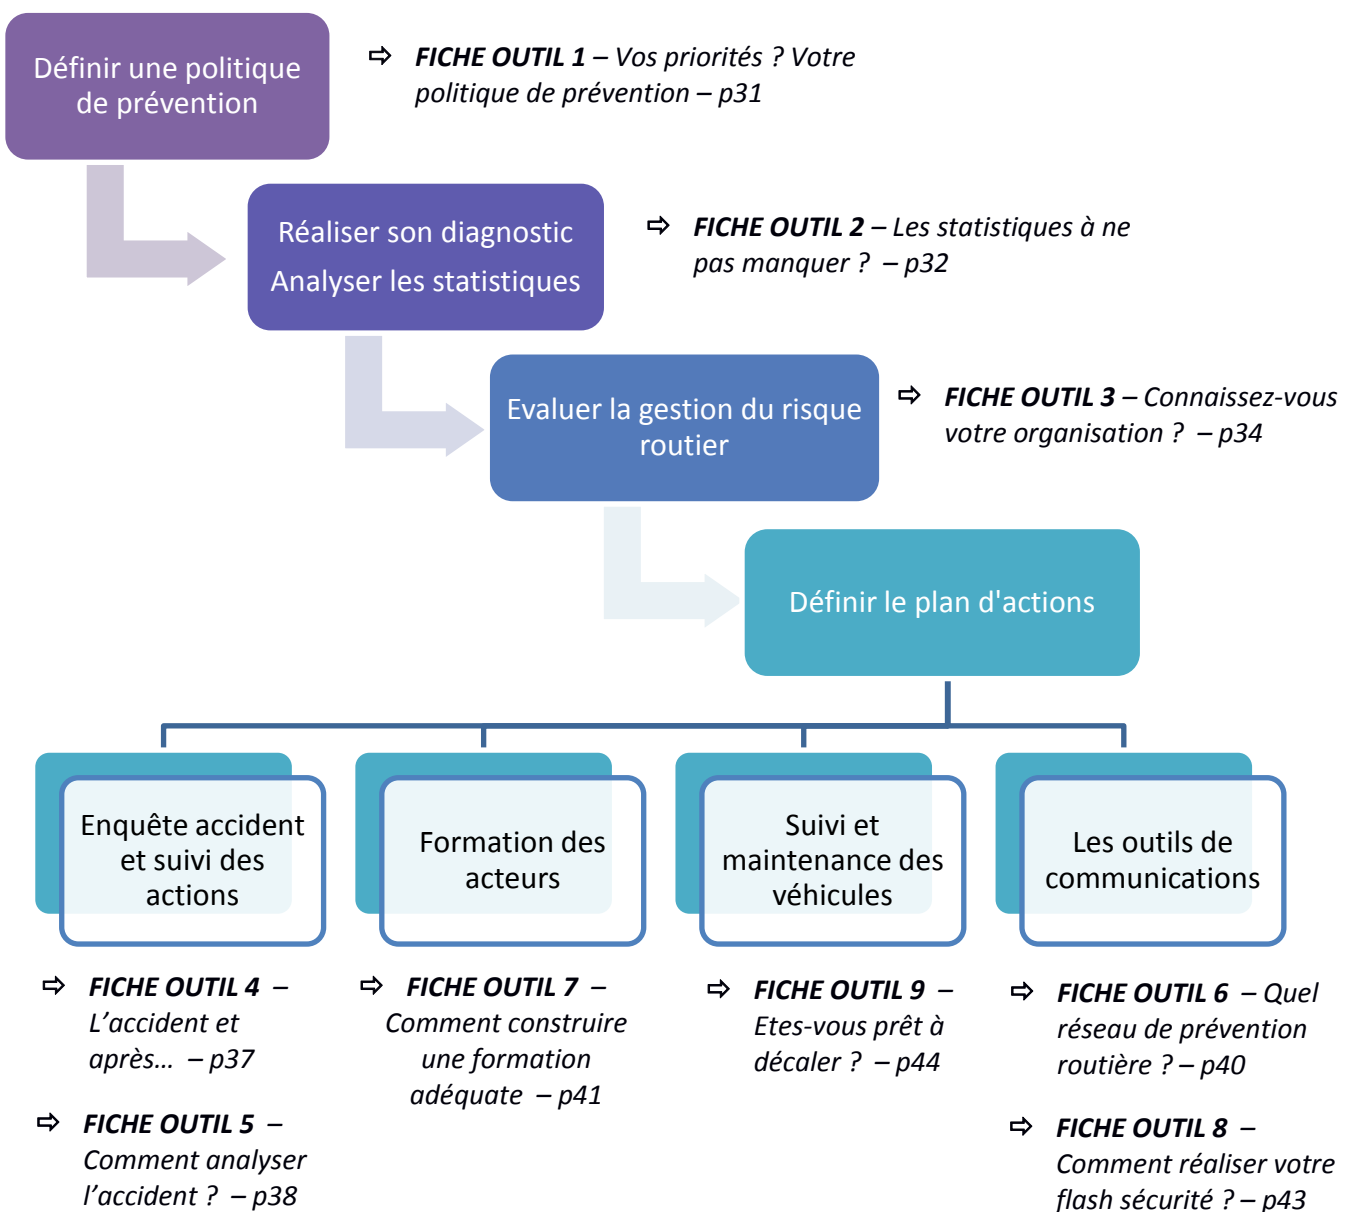 Définir une politique
de prévention
⇨ FICHE OUTIL 1 – Vos priorités ? Votre
politique de prévention – p31
Réaliser son diagnostic
Analyser les statistiques
⇨ FICHE OUTIL 2 – Les statistiques à ne
pas manquer ? – p32
Evaluer la gestion du risque
routier
⇨ FICHE OUTIL 3 – Connaissez-vous
votre organisation ? – p34
Définir le plan d'actions
Enquête accident
et suivi des
actions
Formation des
acteurs
Suivi et
maintenance des
véhicules
Les outils de
communications
⇨ FICHE OUTIL 4 –
L’accident et
après… – p37
⇨ FICHE OUTIL 5 –
Comment analyser
l’accident ? – p38
⇨ FICHE OUTIL 7 –
Comment construire
une formation
adéquate – p41
⇨ FICHE OUTIL 9 –
Etes-vous prêt à
décaler ? – p44
⇨ FICHE OUTIL 6 – Quel
réseau de prévention
routière ? – p40
⇨ FICHE OUTIL 8 –
Comment réaliser votre
flash sécurité ? – p43